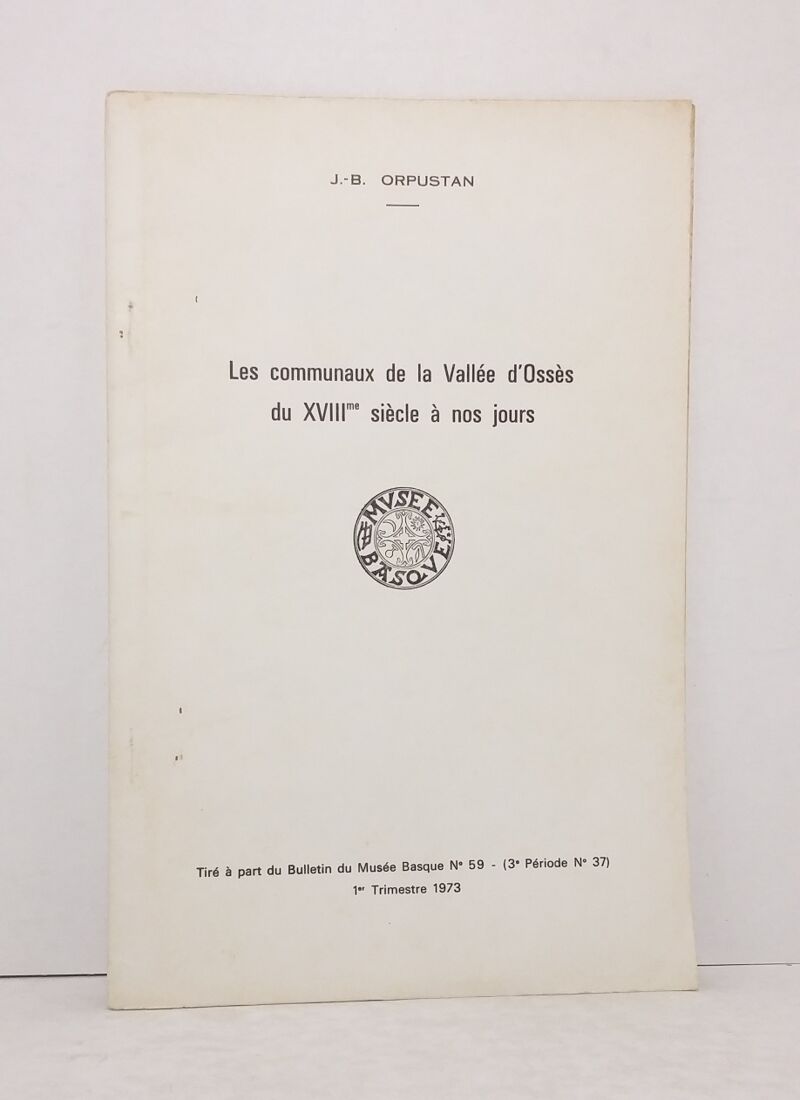 J.-B. ORPUSTAN
Les communaux de la Vallée d'Ossès
du XVIIIme siècle à nos jours
MVSEE
BASQVE
Tiré à part du Bulletin du Musée Basque N° 59 - (3e Période N° 37)
1er Trimestre 1973